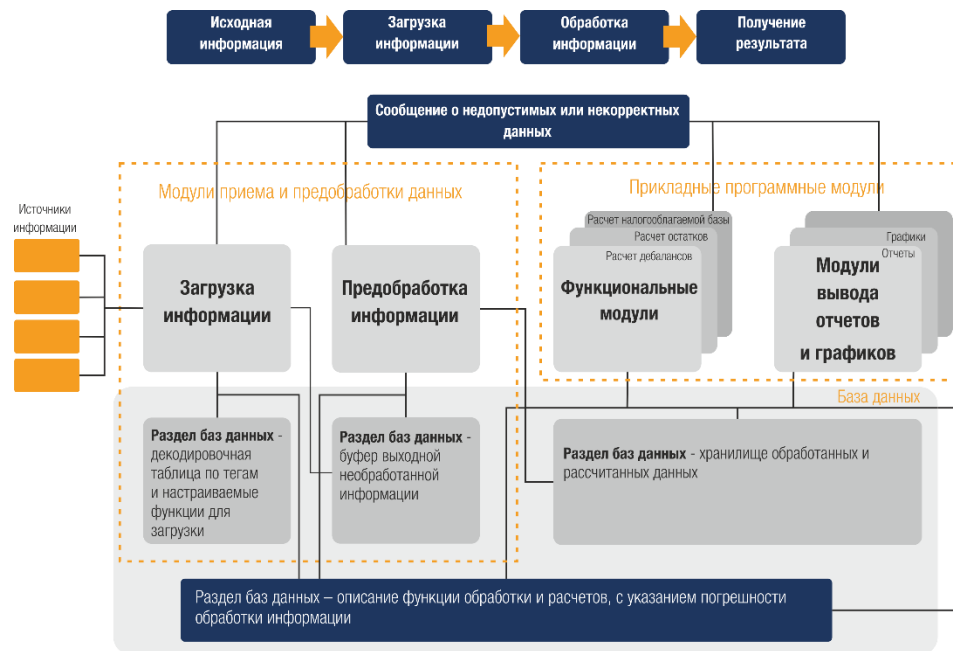 Исходная
информация
Загрузка
информации
Обработка
информации
Получение
результата
Сообщение о недопустимых или некорректных
данных
Модули приема и предобработки данных
Прикладные программные модули
Источники
информации
Загрузка
информации
Предобработка
информации
Расчет налогооблагаемой базы
Расчет остатков
Расчет дебалансов
Функциональные
модули
Графики
Отчеты
Модули
вывода
отчетов
и графиков
База данных
Раздел баз данных -
декодировочная
таблица по тегам
и настраиваемые
функции для
загрузки
Раздел баз данных -
буфер выходной
необработанной
информации
Раздел баз данных - хранилище обработанных и
рассчитанных данных
Раздел баз данных – описание функции обработки и расчетов, с указанием погрешности
обработки информации